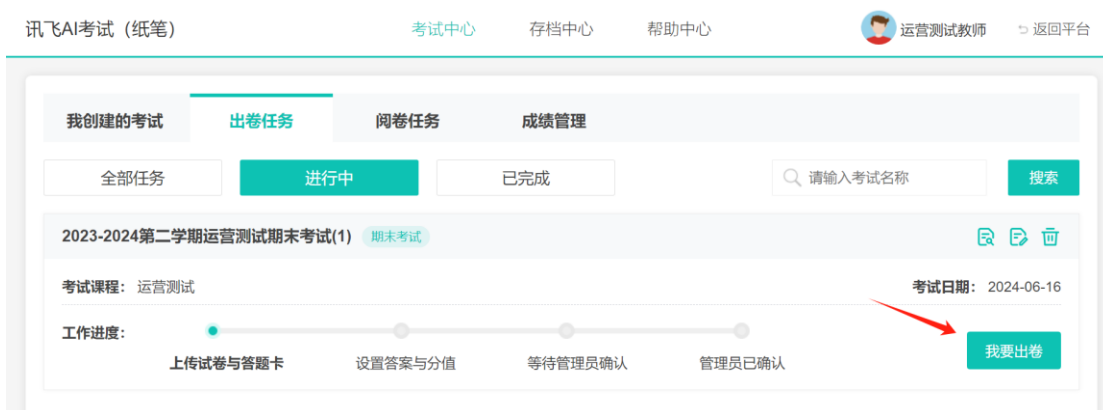 讯飞AI考试（纸笔） 考试中心 存档中心 帮助中心 运营测试教师 返回平台
我创建的考试 出卷任务 阅卷任务 成绩管理
全部任务 进行中 已完成 请输入考试名称 搜索
2023-2024第二学期运营测试期末考试(1) 期末考试
考试课程： 运营测试 考试日期： 2024-06-16
工作进度：
上传试卷与答题卡 设置答案与分值 等待管理员确认 管理员已确认 我要出卷